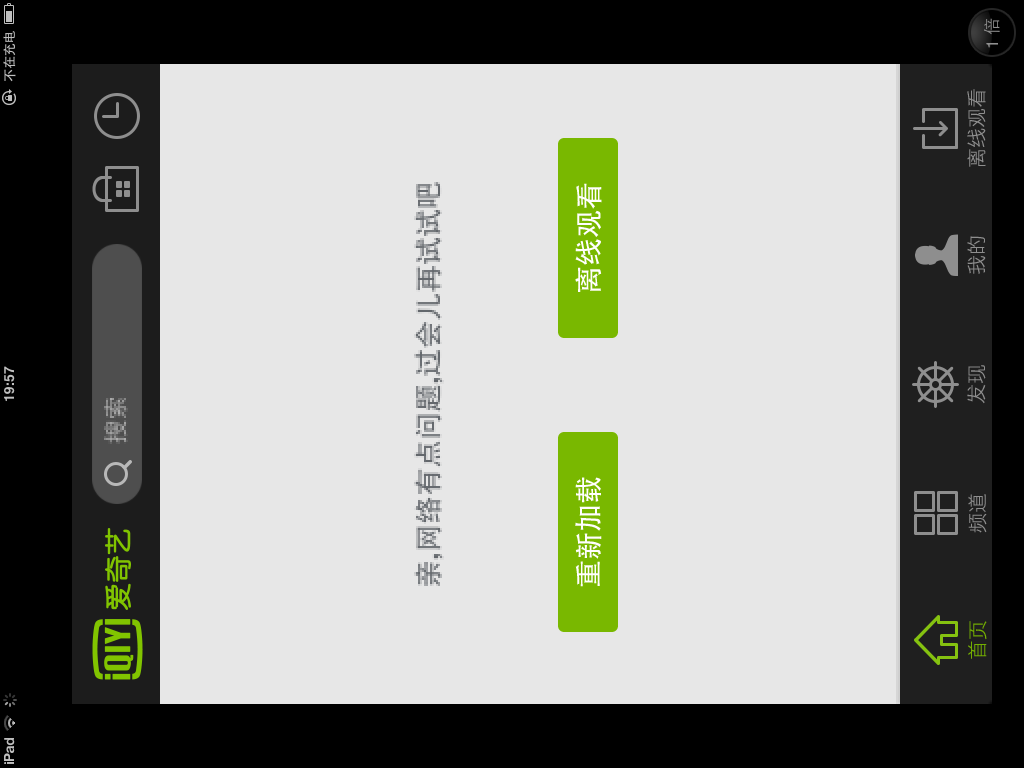 iPad 19:57 不在充电
1 倍
iQIYI 爱奇艺 搜索
亲,网络有点问题,过会儿再试试吧
重新加载 离线观看
首页 频道 发现 我的 离线观看